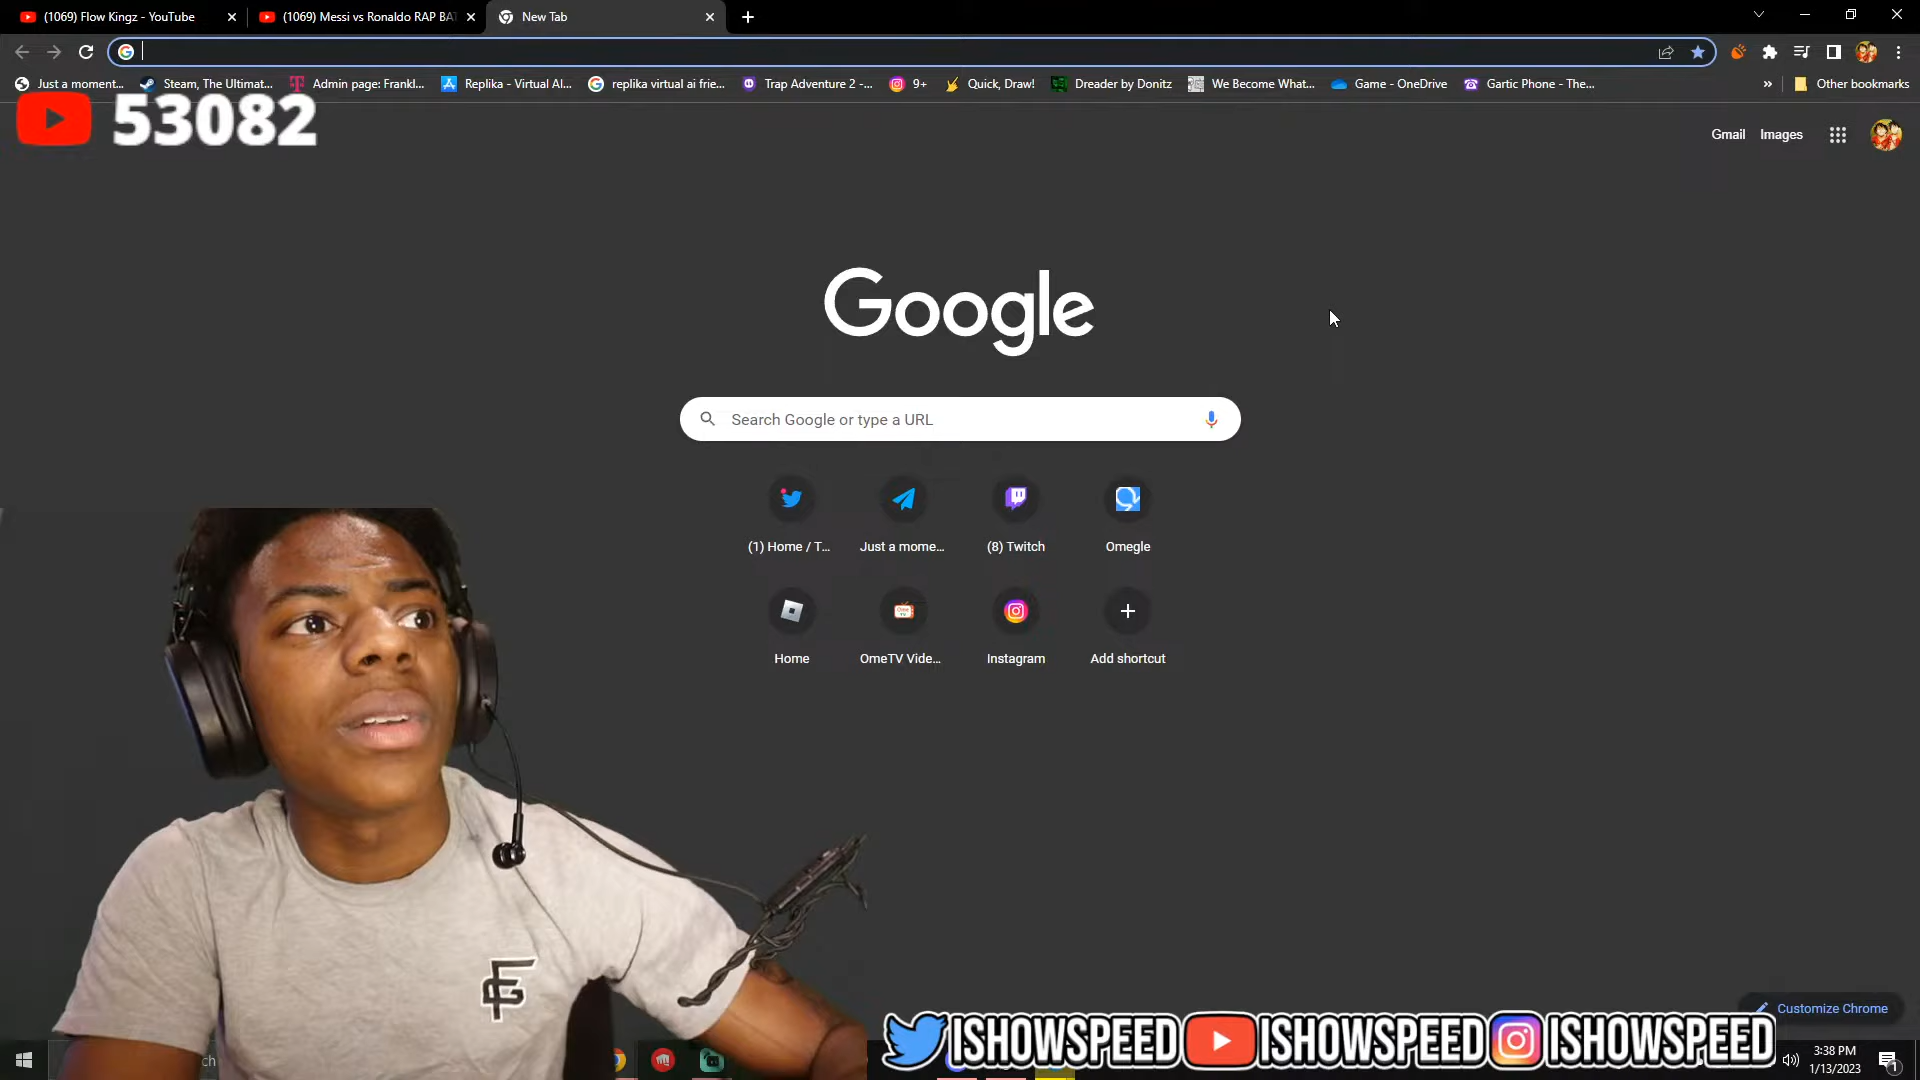 (1069) Flow Kingz - YouTube
(1069) Messi vs Ronaldo RAP BA
New Tab
Just a moment...
Steam, The Ultimat...
Admin page: Frankl...
Replika - Virtual AI...
replika virtual ai frie...
Trap Adventure 2 -...
9+
Quick, Draw!
Dreader by Donitz
We Become What...
Game - OneDrive
Gartic Phone - The...
»
Other bookmarks
53082
Gmail
Images
Google
Search Google or type a URL
(1) Home / T...
Just a mome...
(8) Twitch
Omegle
Home
OmeTV Vide...
Instagram
Add shortcut
FG
Customize Chrome
ISHOWSPEED
ISHOWSPEED
ISHOWSPEED
ch
3:38 PM
1/13/2023
1